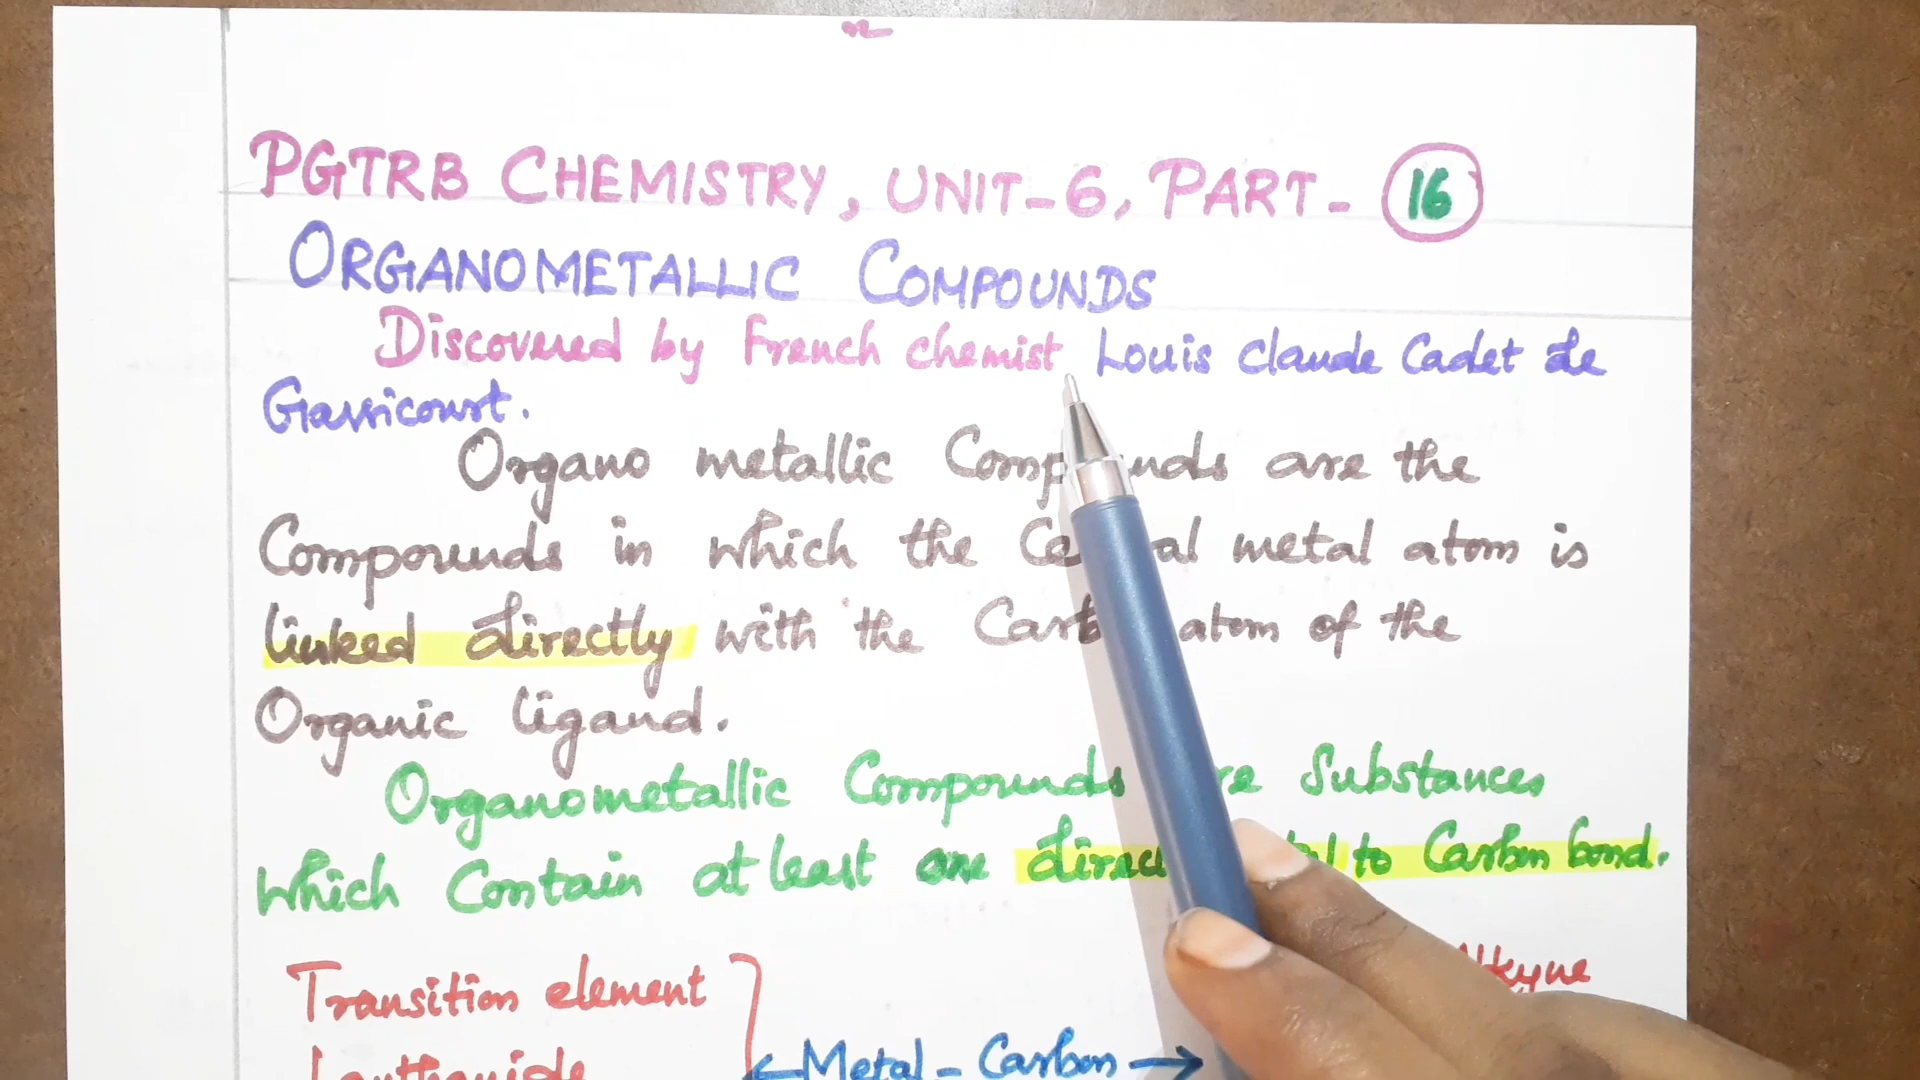 PGTRB CHEMISTRY, UNIT-6, PART- 16
ORGANOMETALLIC COMPOUNDS
Discovered by French chemist Louis Claude Cadet de
Gassicourt.
Organo metallic are the
Compounds in which the metal atom is
linked directly with the atom of the
Organic ligand.
Organometallic Compounds Substances
which Contain at least one to Carbon bond.
Transition element
Alkyne
Lanthanide
Metal - Carbon